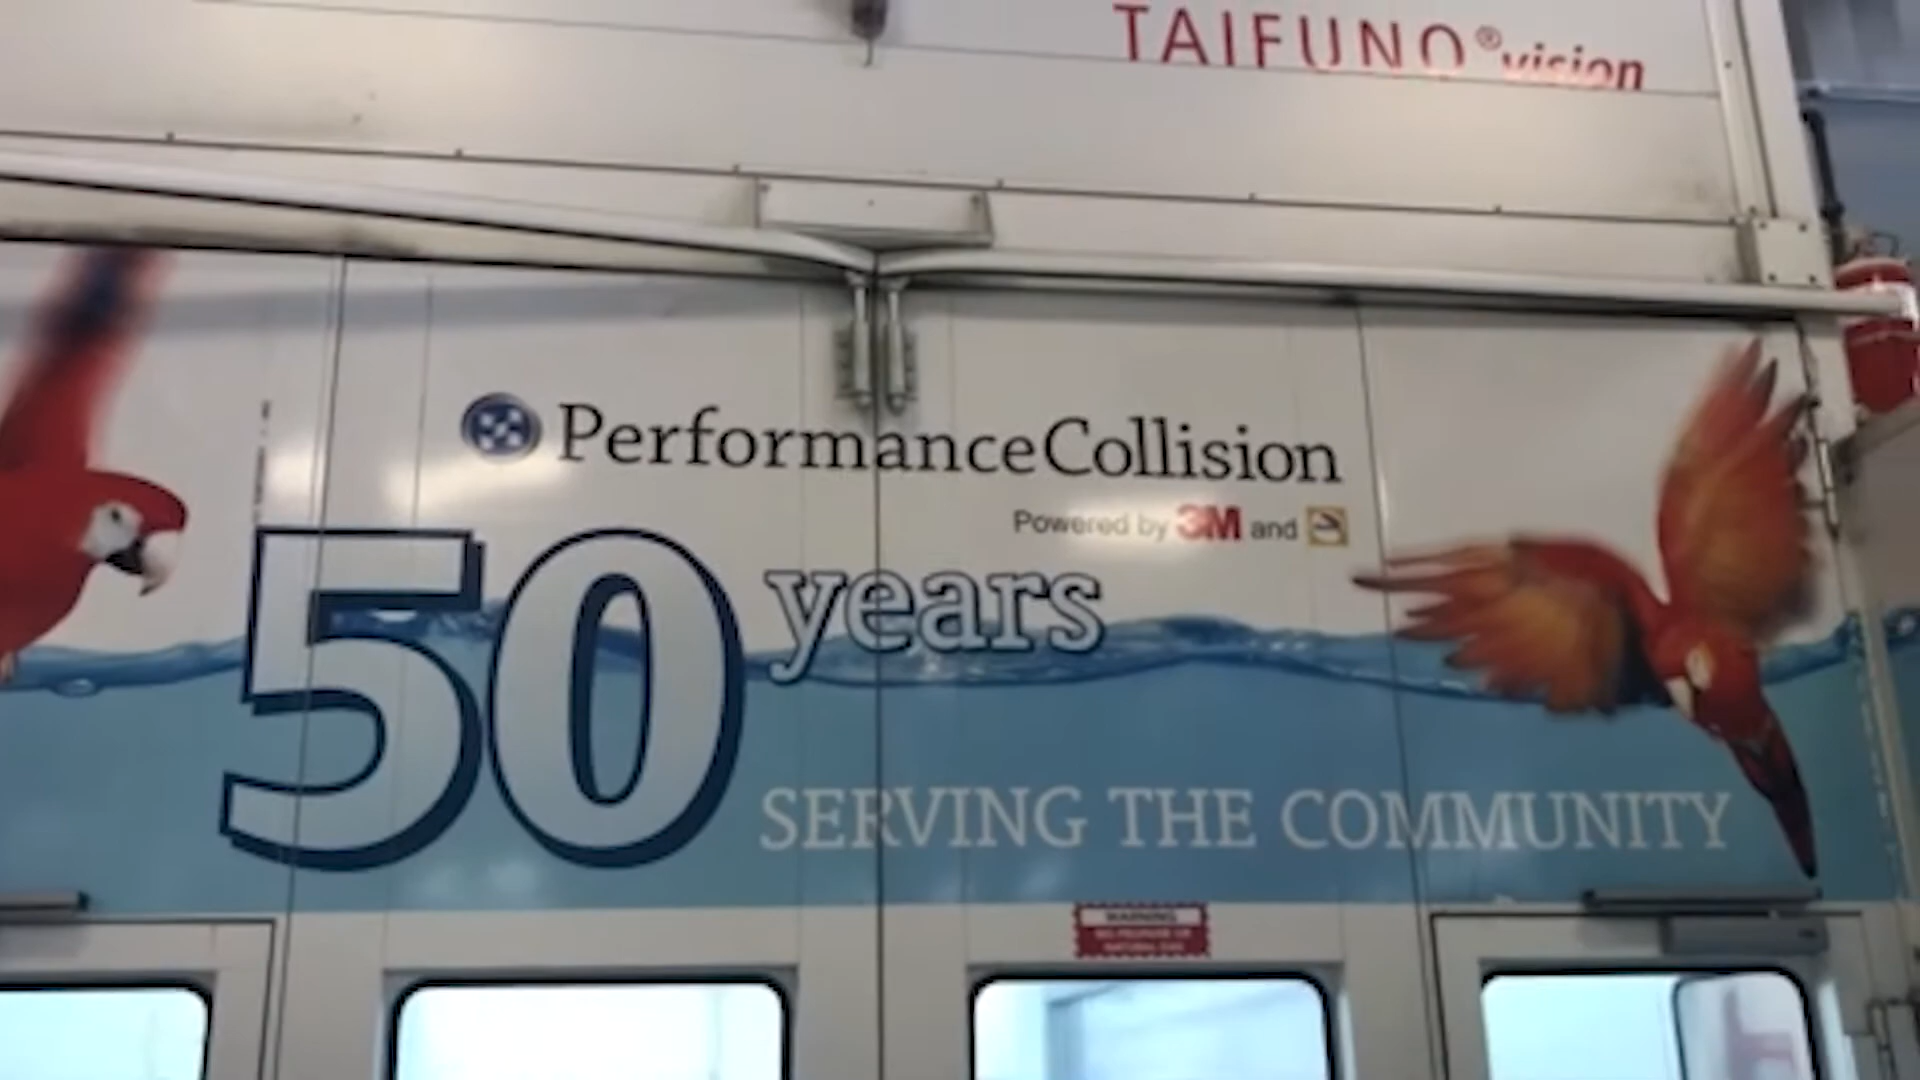 TAIFUNO®vision
PerformanceCollision
Powered by 3M and
50 years
SERVING THE COMMUNITY
WARNING